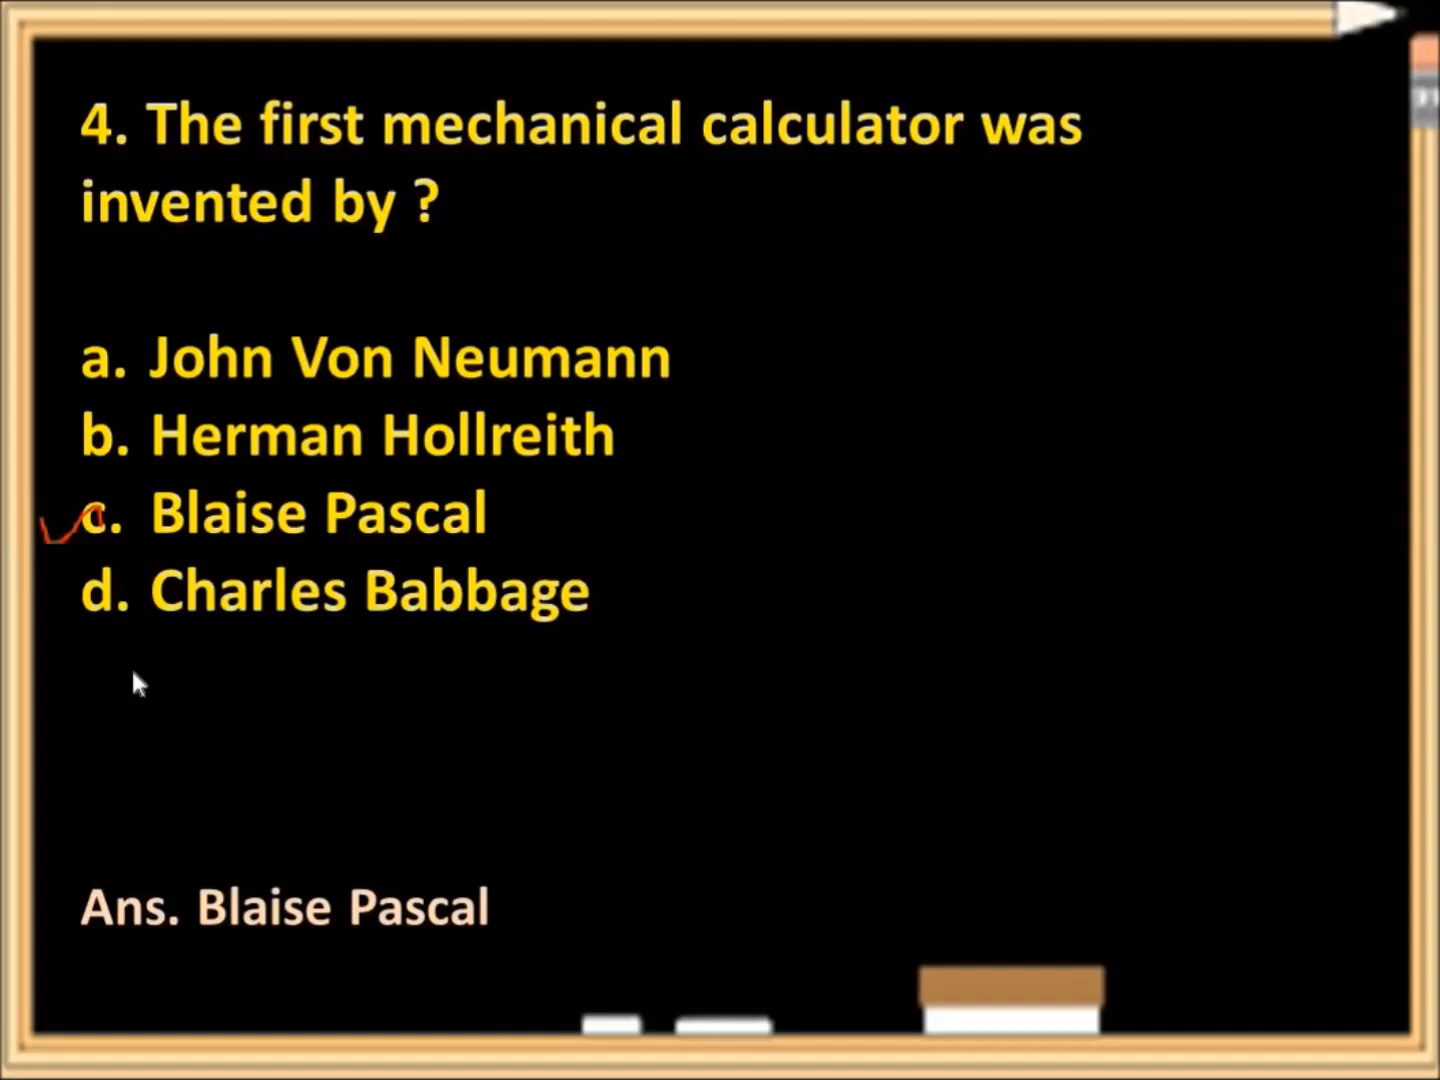 4. The first mechanical calculator was
invented by ?
a. John Von Neumann
b. Herman Hollreith
c. Blaise Pascal
d. Charles Babbage
Ans. Blaise Pascal